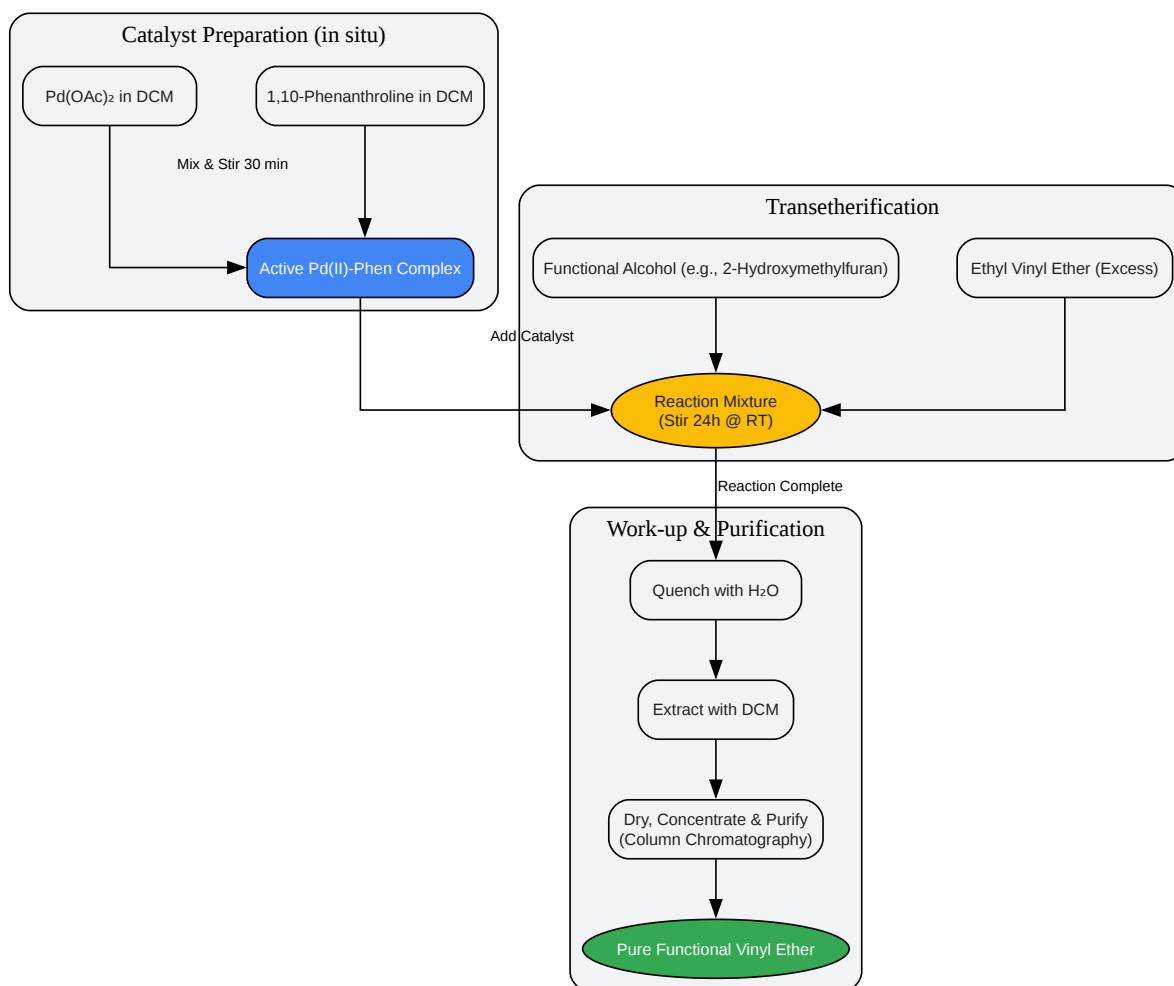 Catalyst Preparation (in situ)
Pd(OAc)₂ in DCM
1,10-Phenanthroline in DCM
Mix & Stir 30 min
Active Pd(II)-Phen Complex
Transetherification
Functional Alcohol (e.g., 2-Hydroxymethylfuran)
Ethyl Vinyl Ether (Excess)
Add Catalyst
Reaction Mixture
(Stir 24h @ RT)
Reaction Complete
Work-up & Purification
Quench with H₂O
Extract with DCM
Dry, Concentrate & Purify
(Column Chromatography)
Pure Functional Vinyl Ether